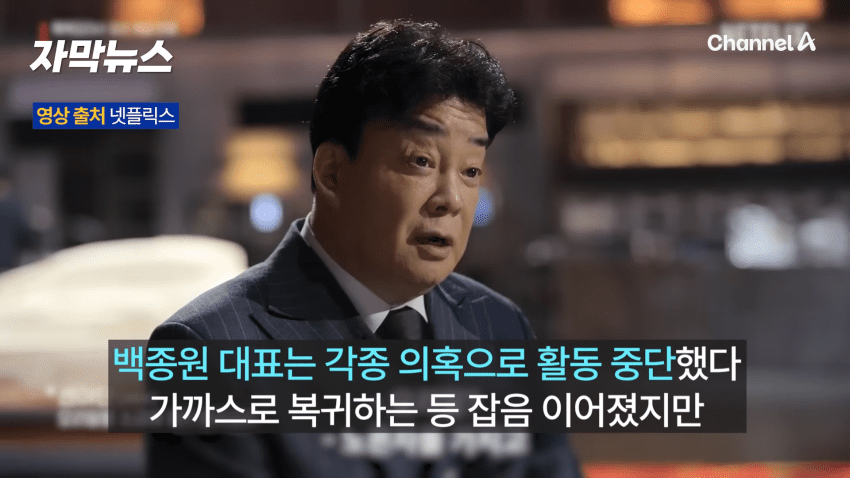 자막뉴스
Channel A
영상 출처 넷플릭스
백종원 대표는 각종 의혹으로 활동 중단했다
가까스로 복귀하는 등 잡음 이어졌지만